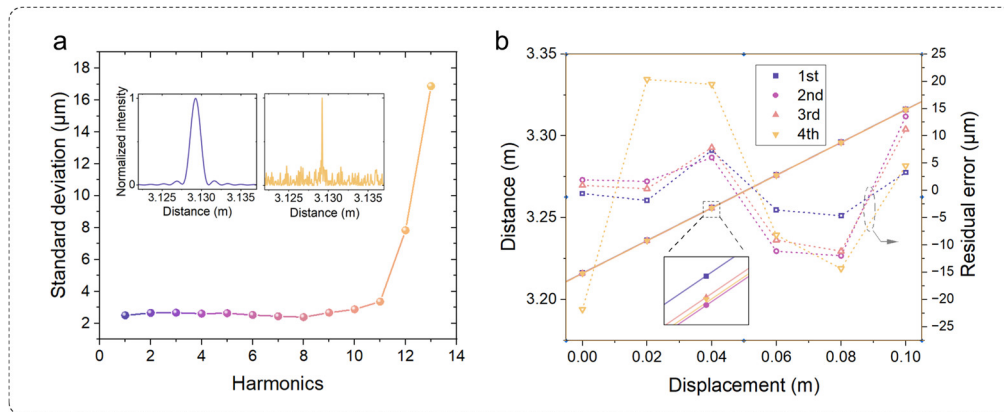 a
Standard deviation (μm)
18
16
14
12
10
8
6
4
2
0
2
4
6
8
10
12
14
Harmonics
Normalized intensity
1
0
3.125 3.130 3.135
Distance (m)
3.125 3.130 3.135
Distance (m)
b
Distance (m)
3.35
3.30
3.25
3.20
0.00
0.02
0.04
0.06
0.08
0.10
Displacement (m)
1st
2nd
3rd
4th
25
20
15
10
5
0
-5
-10
-15
-20
-25
Residual error (μm)